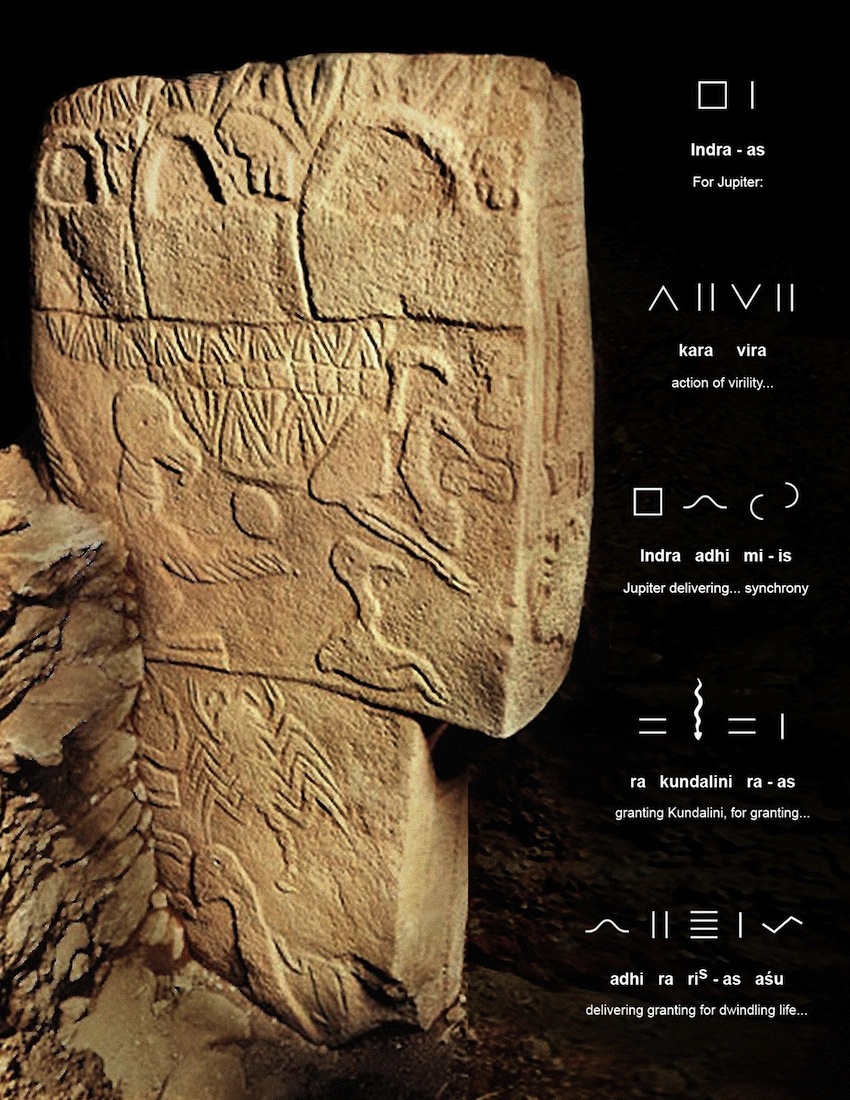 Indra - as
For Jupiter:
kara vira
action of virility...
Indra adhi mi - is
Jupiter delivering... synchrony
ra kundalini ra - as
granting Kundalini, for granting...
adhi ra riˢ - as aśu
delivering granting for dwindling life...